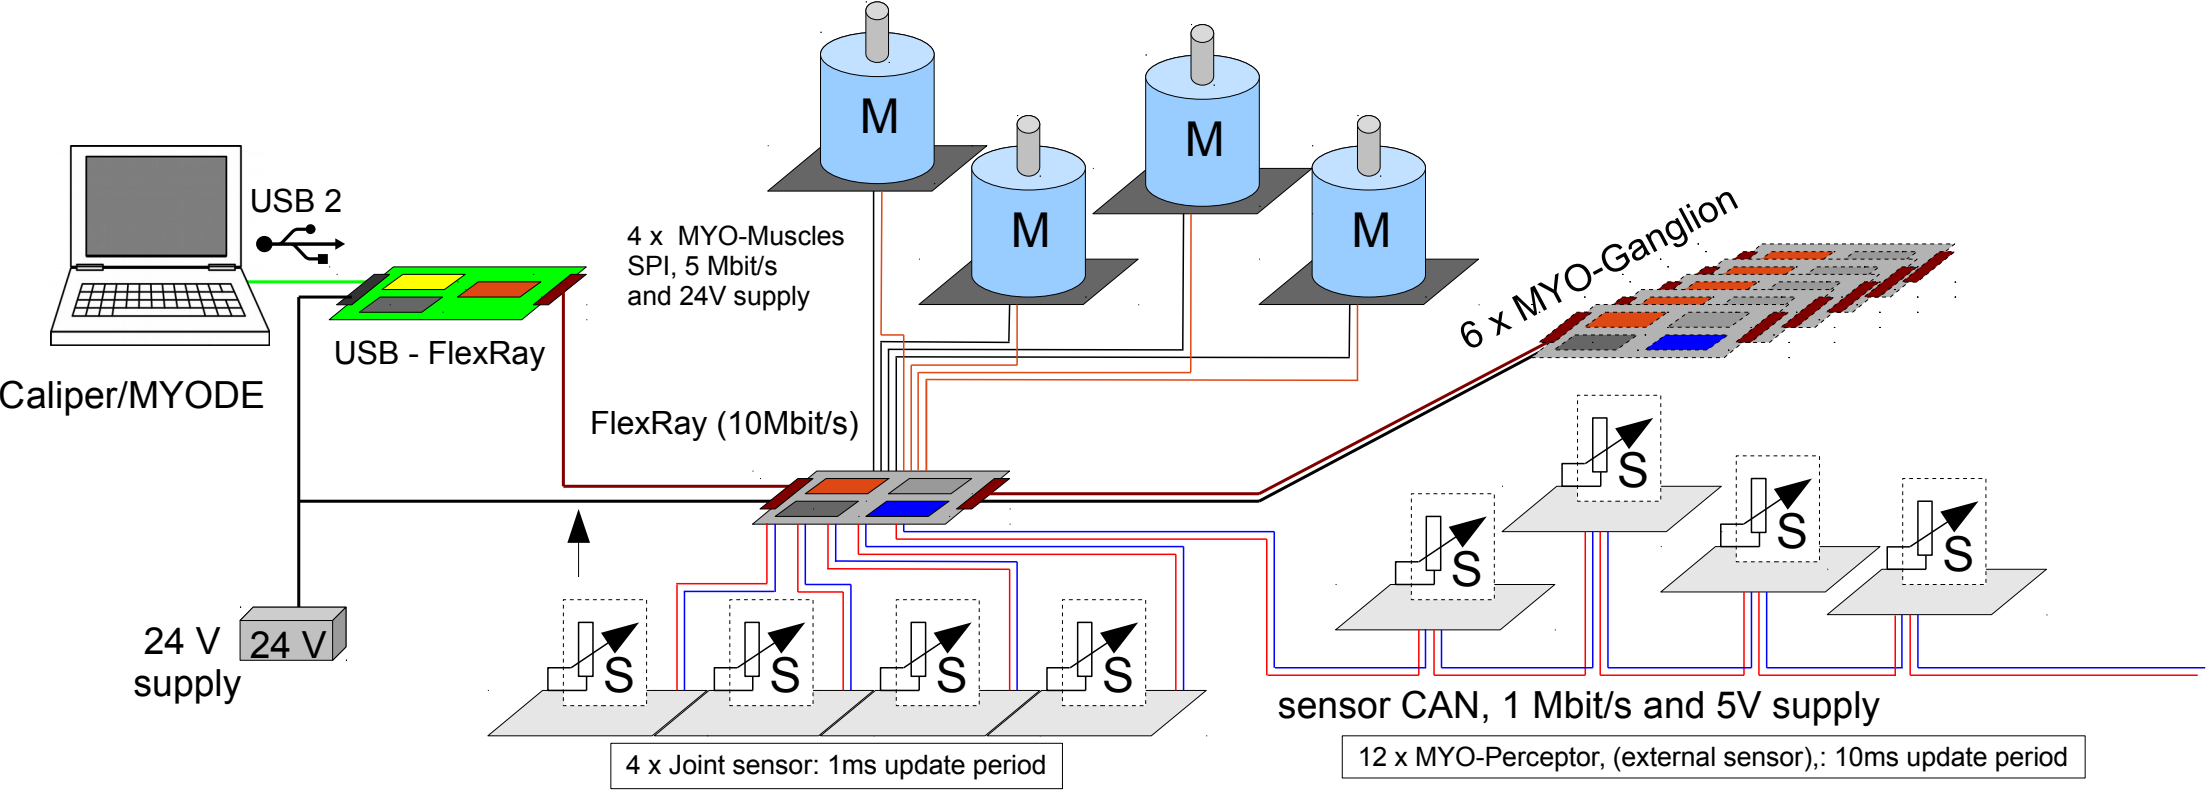 USB 2
USB - FlexRay
Caliper/MYODE
4 x  MYO-Muscles
SPI, 5 Mbit/s
and 24V supply
M
M
M
M
6 x MYO-Ganglion
FlexRay (10Mbit/s)
24 V
supply
24 V
S
S
S
S
4 x Joint sensor: 1ms update period
S
S
S
S
sensor CAN, 1 Mbit/s and 5V supply
12 x MYO-Perceptor, (external sensor),: 10ms update period